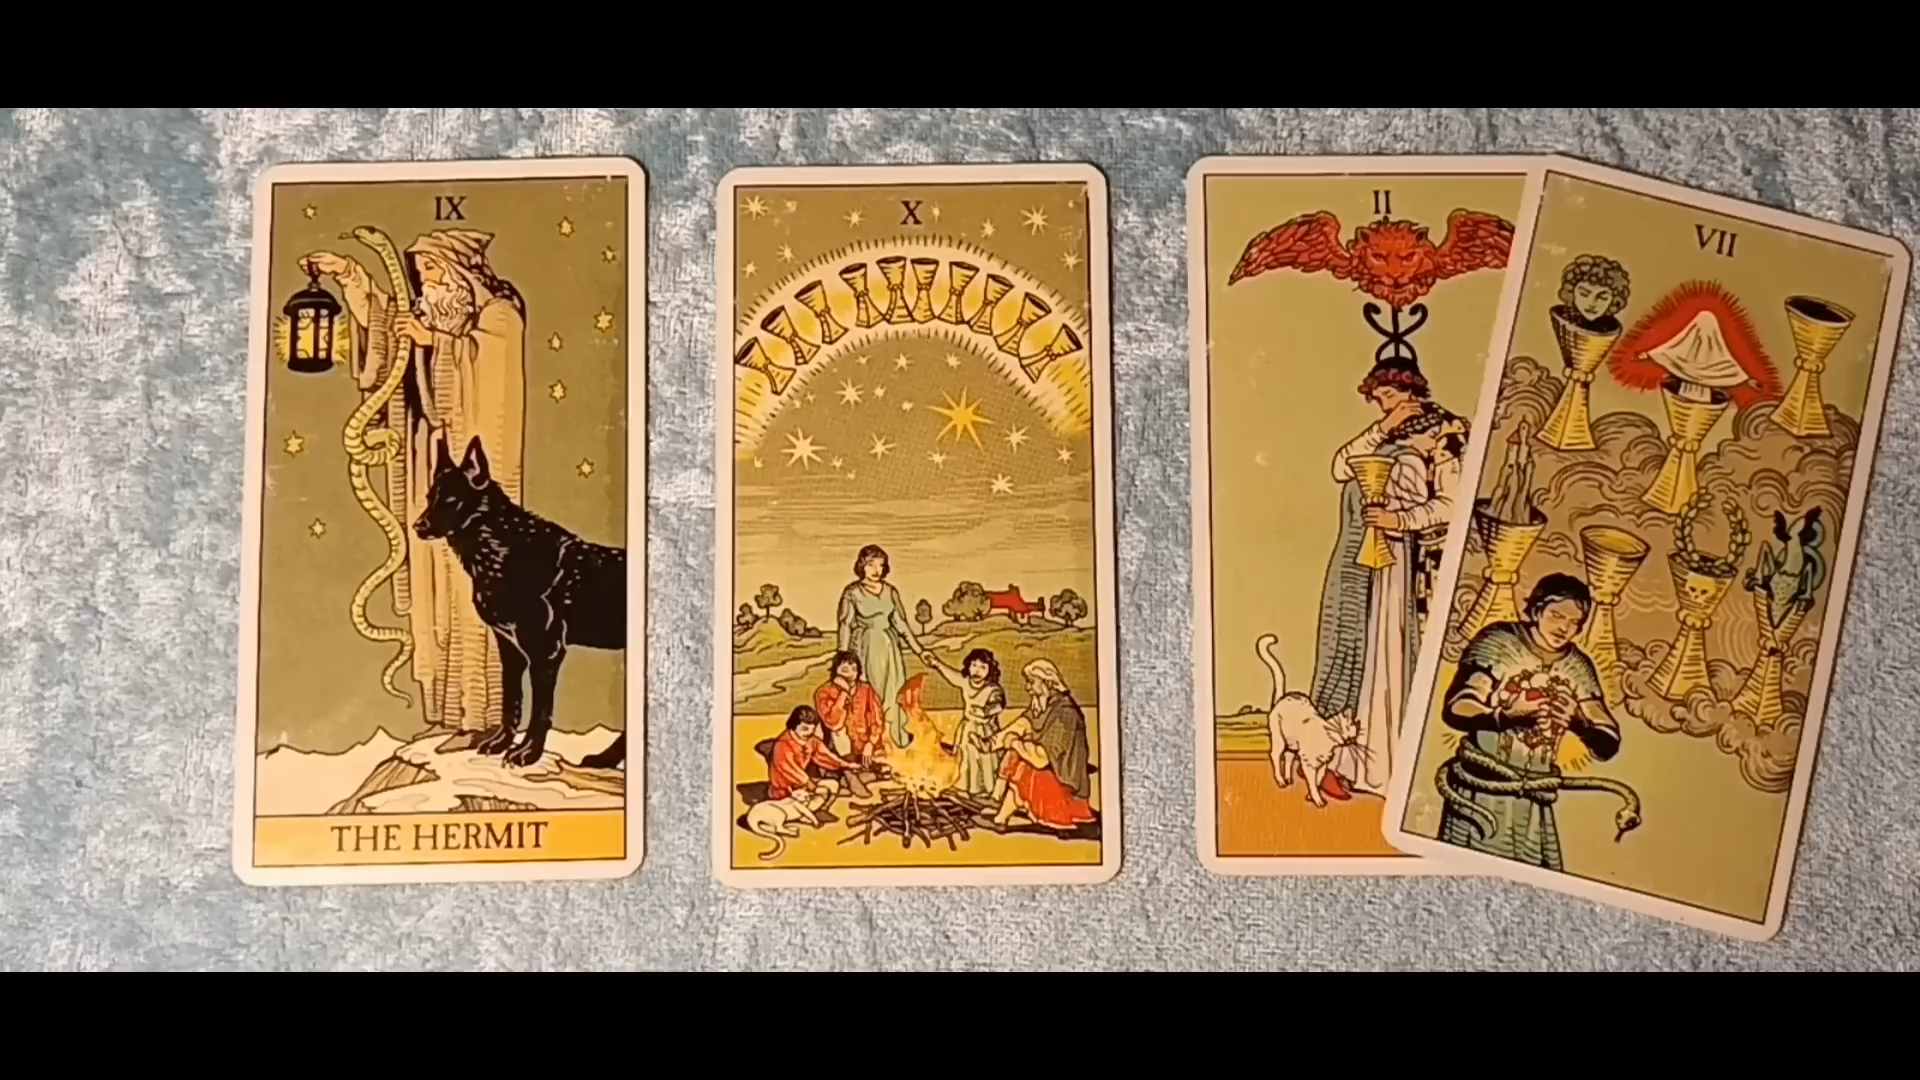 IX
THE HERMIT
X
II
VII